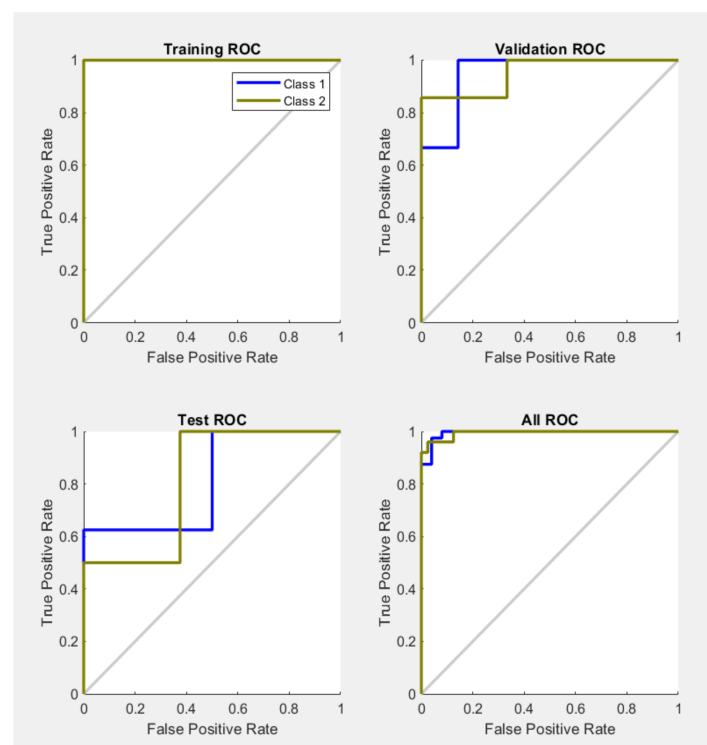 Training ROC
1
0.8
0.6
0.4
0.2
0
True Positive Rate
Class 1
Class 2
0 0.2 0.4 0.6 0.8 1
False Positive Rate
Validation ROC
1
0.8
0.6
0.4
0.2
0
True Positive Rate
0 0.2 0.4 0.6 0.8 1
False Positive Rate
Test ROC
1
0.8
0.6
0.4
0.2
0
True Positive Rate
0 0.2 0.4 0.6 0.8 1
False Positive Rate
All ROC
1
0.8
0.6
0.4
0.2
0
True Positive Rate
0 0.2 0.4 0.6 0.8 1
False Positive Rate